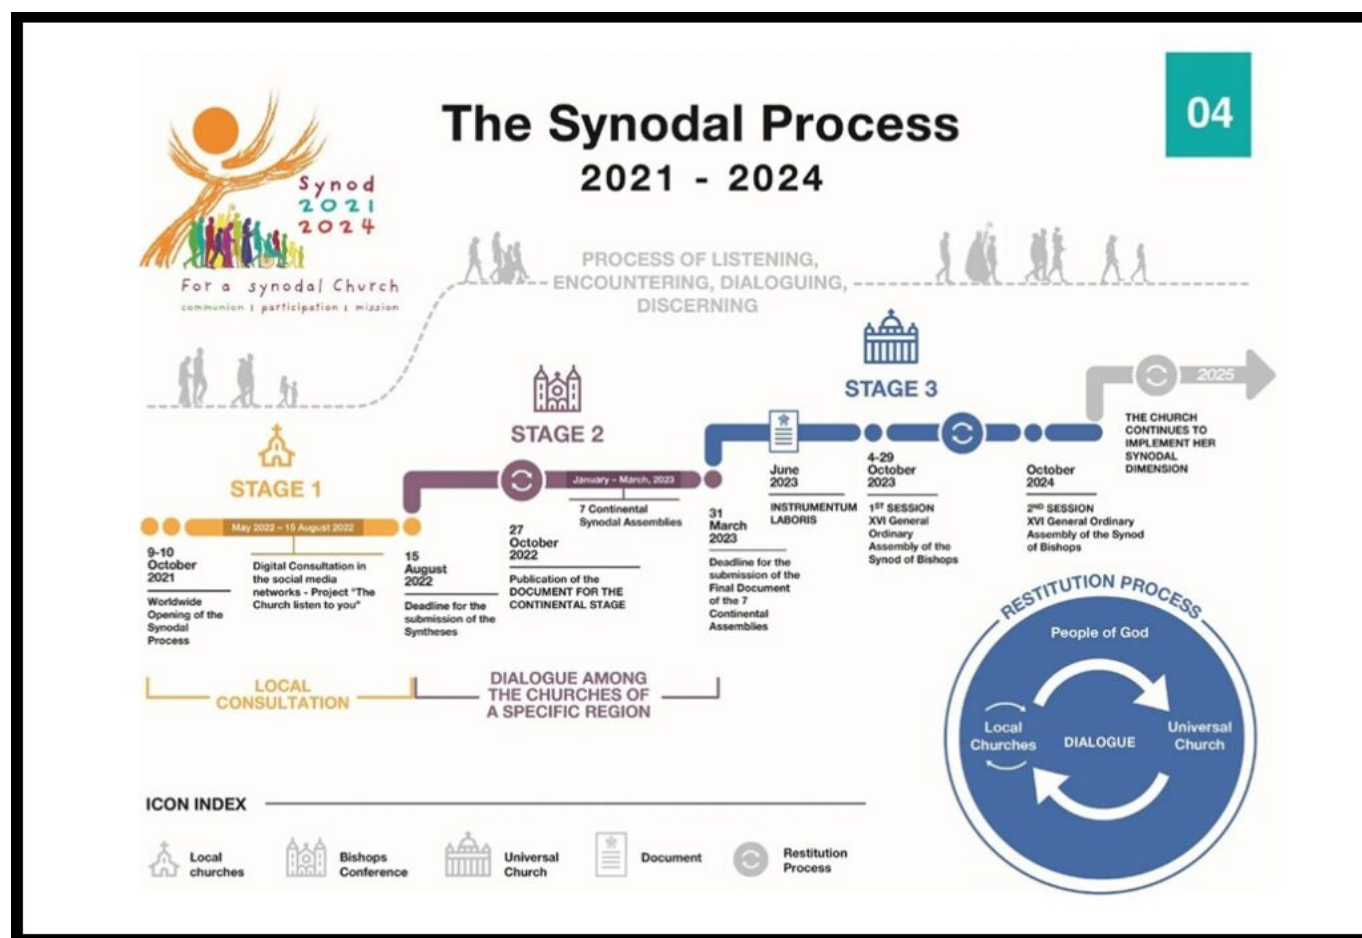 The Synodal Process
2021 - 2024
04
Synod
2021
2024
For a synodal Church
communion | participation | mission
PROCESS OF LISTENING,
ENCOUNTERING, DIALOGUING,
DISCERNING
STAGE 1
May 2022 – 15 August 2022
9-10
October
2021
Worldwide
Opening of the
Synodal
Process
Digital Consultation in
the social media
networks - Project "The
Church listen to you"
LOCAL
CONSULTATION
STAGE 2
January – March, 2023
15
August
2022
Deadline for the
submission of the
Syntheses
27
October
2022
Publication of the
DOCUMENT FOR THE
CONTINENTAL STAGE
7 Continental
Synodal Assemblies
31
March
2023
Deadline for the
submission of the
Final Document
of the 7
Continental
Assemblies
DIALOGUE AMONG
THE CHURCHES OF
A SPECIFIC REGION
STAGE 3
June
2023
INSTRUMENTUM
LABORIS
4-29
October
2023
1ST SESSION
XVI General
Ordinary
Assembly of the
Synod of Bishops
October
2024
2ND SESSION
XVI General Ordinary
Assembly of the Synod
of Bishops
2025
THE CHURCH
CONTINUES TO
IMPLEMENT HER
SYNODAL
DIMENSION
RESTITUTION PROCESS
People of God
Local
Churches
DIALOGUE
Universal
Church
ICON INDEX
Local
churches
Bishops
Conference
Universal
Church
Document
Restitution
Process